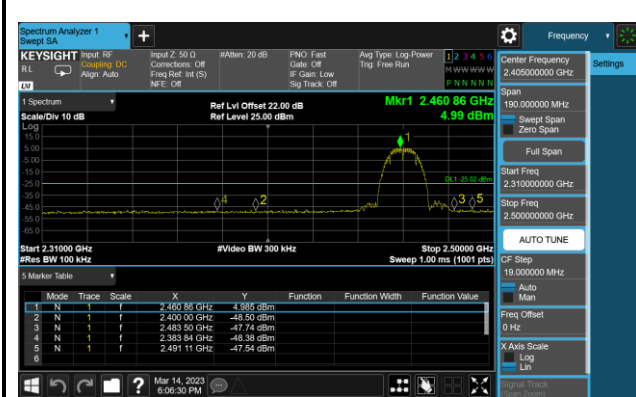 Spectrum Analyzer 1
Swept SA
Frequency
KEYSIGHT
RL
LXI
Input: RF
Coupling: DC
Align: Auto
Input Z: 50 Ω
Corrections: Off
Freq Ref: Int (S)
NFE: Off
#Atten: 20 dB
PNO: Fast
Gate: Off
IF Gain: Low
Sig Track: Off
Avg Type: Log-Power
Trig: Free Run
1 2 3 4 5 6
M W W W W W
P N N N N N
1 Spectrum
Scale/Div 10 dB
Ref Lvl Offset 22.00 dB
Ref Level 25.00 dBm
Mkr1 2.460 86 GHz
4.99 dBm
Log
15.0
5.00
-5.00
-15.0
-25.0
-35.0
-45.0
-55.0
-65.0
1
DL1 -25.02 dBm
4
2
3
5
Start 2.31000 GHz
#Res BW 100 kHz
#Video BW 300 kHz
Stop 2.50000 GHz
Sweep 1.00 ms (1001 pts)
5 Marker Table
Mode Trace Scale X Y Function Function Width Function Value
1 N 1 f 2.460 86 GHz 4.985 dBm
2 N 1 f 2.400 00 GHz -48.50 dBm
3 N 1 f 2.483 50 GHz -47.74 dBm
4 N 1 f 2.383 84 GHz -48.38 dBm
5 N 1 f 2.491 11 GHz -47.54 dBm
6
Mar 14, 2023
6:06:30 PM
Center Frequency
2.405000000 GHz
Settings
Span
190.000000 MHz
Swept Span
Zero Span
Full Span
Start Freq
2.310000000 GHz
Stop Freq
2.500000000 GHz
AUTO TUNE
CF Step
19.000000 MHz
Auto
Man
Freq Offset
0 Hz
X Axis Scale
Log
Lin
Signal Track
(Span Zoom)